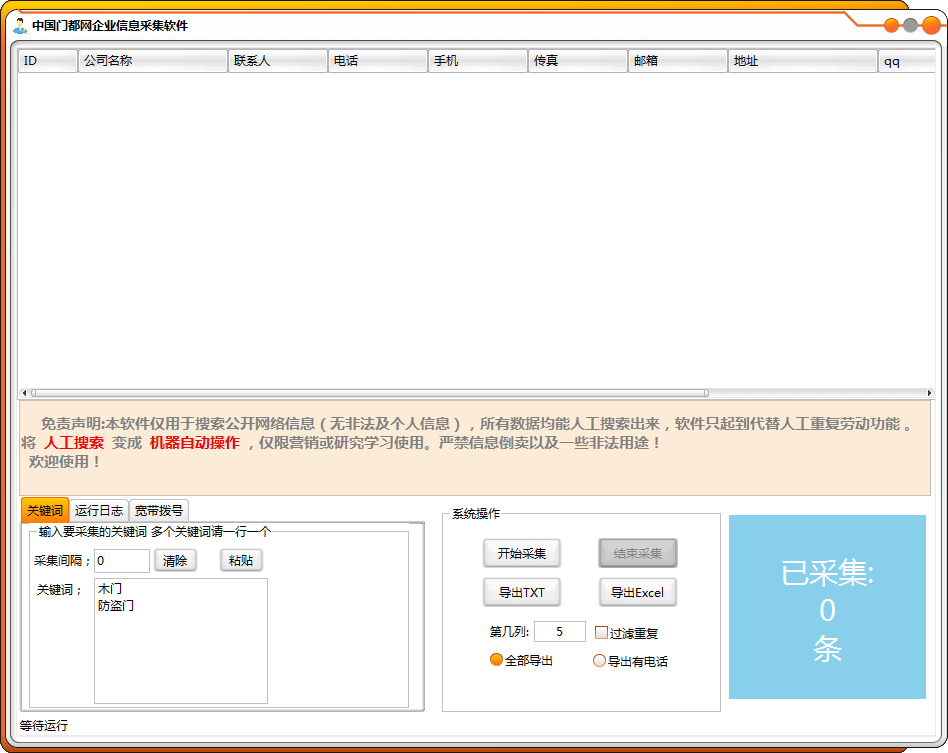 中国门都网企业信息采集软件
ID 公司名称 联系人 电话 手机 传真 邮箱 地址 qq
免责声明:本软件仅用于搜索公开网络信息（无非法及个人信息），所有数据均能人工搜索出来，软件只起到代替人工重复劳动功能 。
将 人工搜索 变成 机器自动操作 ，仅限营销或研究学习使用。严禁信息倒卖以及一些非法用途！
欢迎使用！
关键词 运行日志 宽带拨号
输入要采集的关键词 多个关键词请一行一个
采集间隔； 0 清除 粘贴
关键词； 木门
防盗门
系统操作
开始采集 结束采集
导出TXT 导出Excel
第几列: 5 过滤重复
全部导出 导出有电话
已采集:
0
条
等待运行